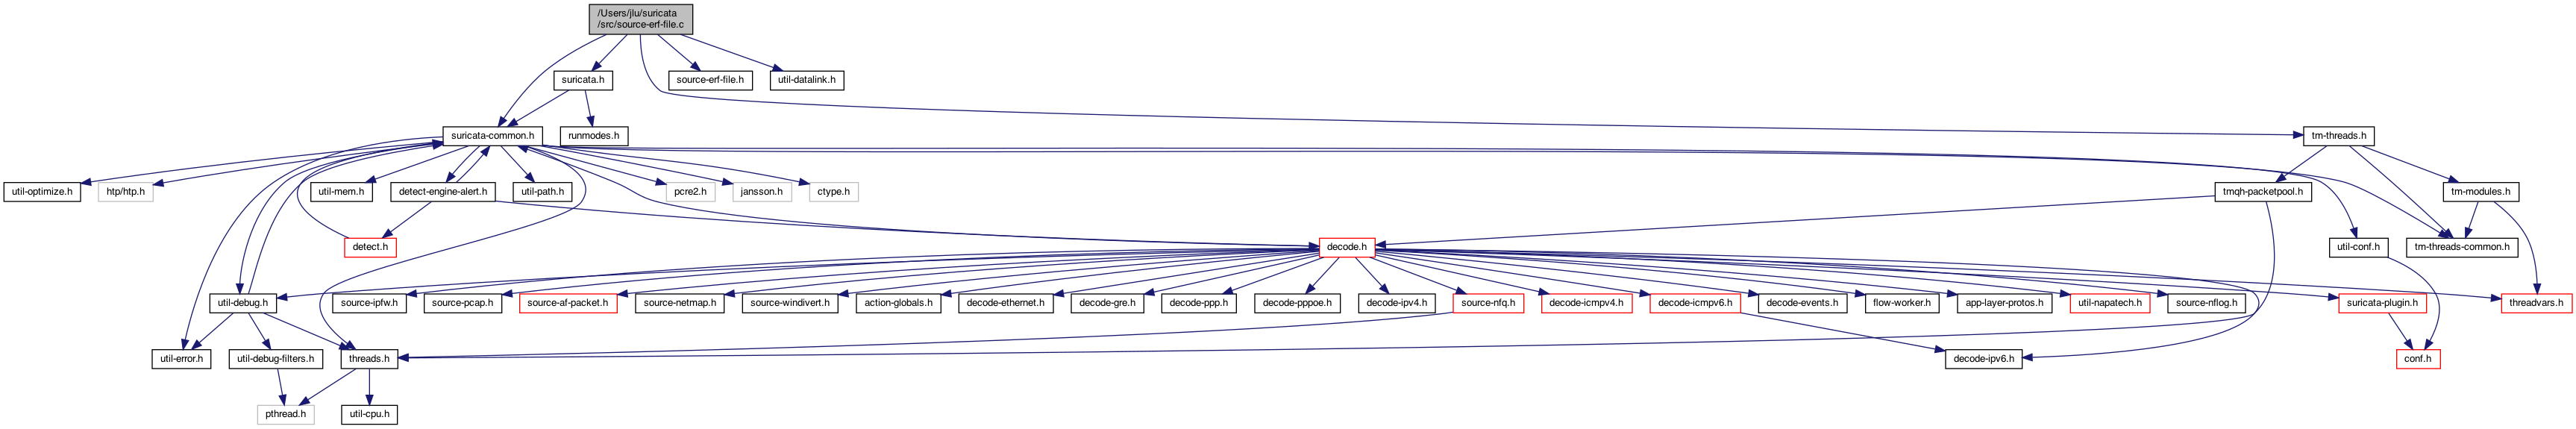 /Users/jlu/suricata
/src/source-erf-file.c
suricata.h
source-erf-file.h
util-datalink.h
suricata-common.h
runmodes.h
tm-threads.h
util-optimize.h
htp/htp.h
util-mem.h
detect-engine-alert.h
util-path.h
pcre2.h
jansson.h
ctype.h
tmqh-packetpool.h
tm-modules.h
detect.h
decode.h
util-conf.h
tm-threads-common.h
util-debug.h
source-ipfw.h
source-pcap.h
source-af-packet.h
source-netmap.h
source-windivert.h
action-globals.h
decode-ethernet.h
decode-gre.h
decode-ppp.h
decode-pppoe.h
decode-ipv4.h
source-nfq.h
decode-icmpv4.h
decode-icmpv6.h
decode-events.h
flow-worker.h
app-layer-protos.h
util-napatech.h
source-nflog.h
suricata-plugin.h
threadvars.h
util-error.h
util-debug-filters.h
threads.h
decode-ipv6.h
conf.h
pthread.h
util-cpu.h